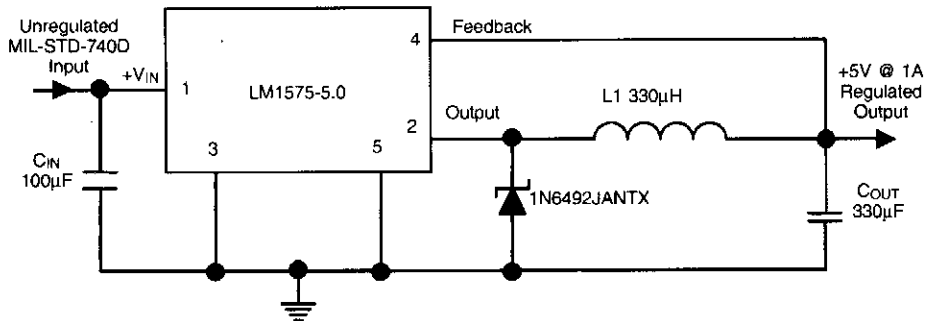 Unregulated
MIL-STD-740D
Input
+VIN
1
LM1575-5.0
4
Feedback
2
Output
3
5
L1 330µH
+5V @ 1A
Regulated
Output
CIN
100µF
1N6492JANTX
COUT
330µF